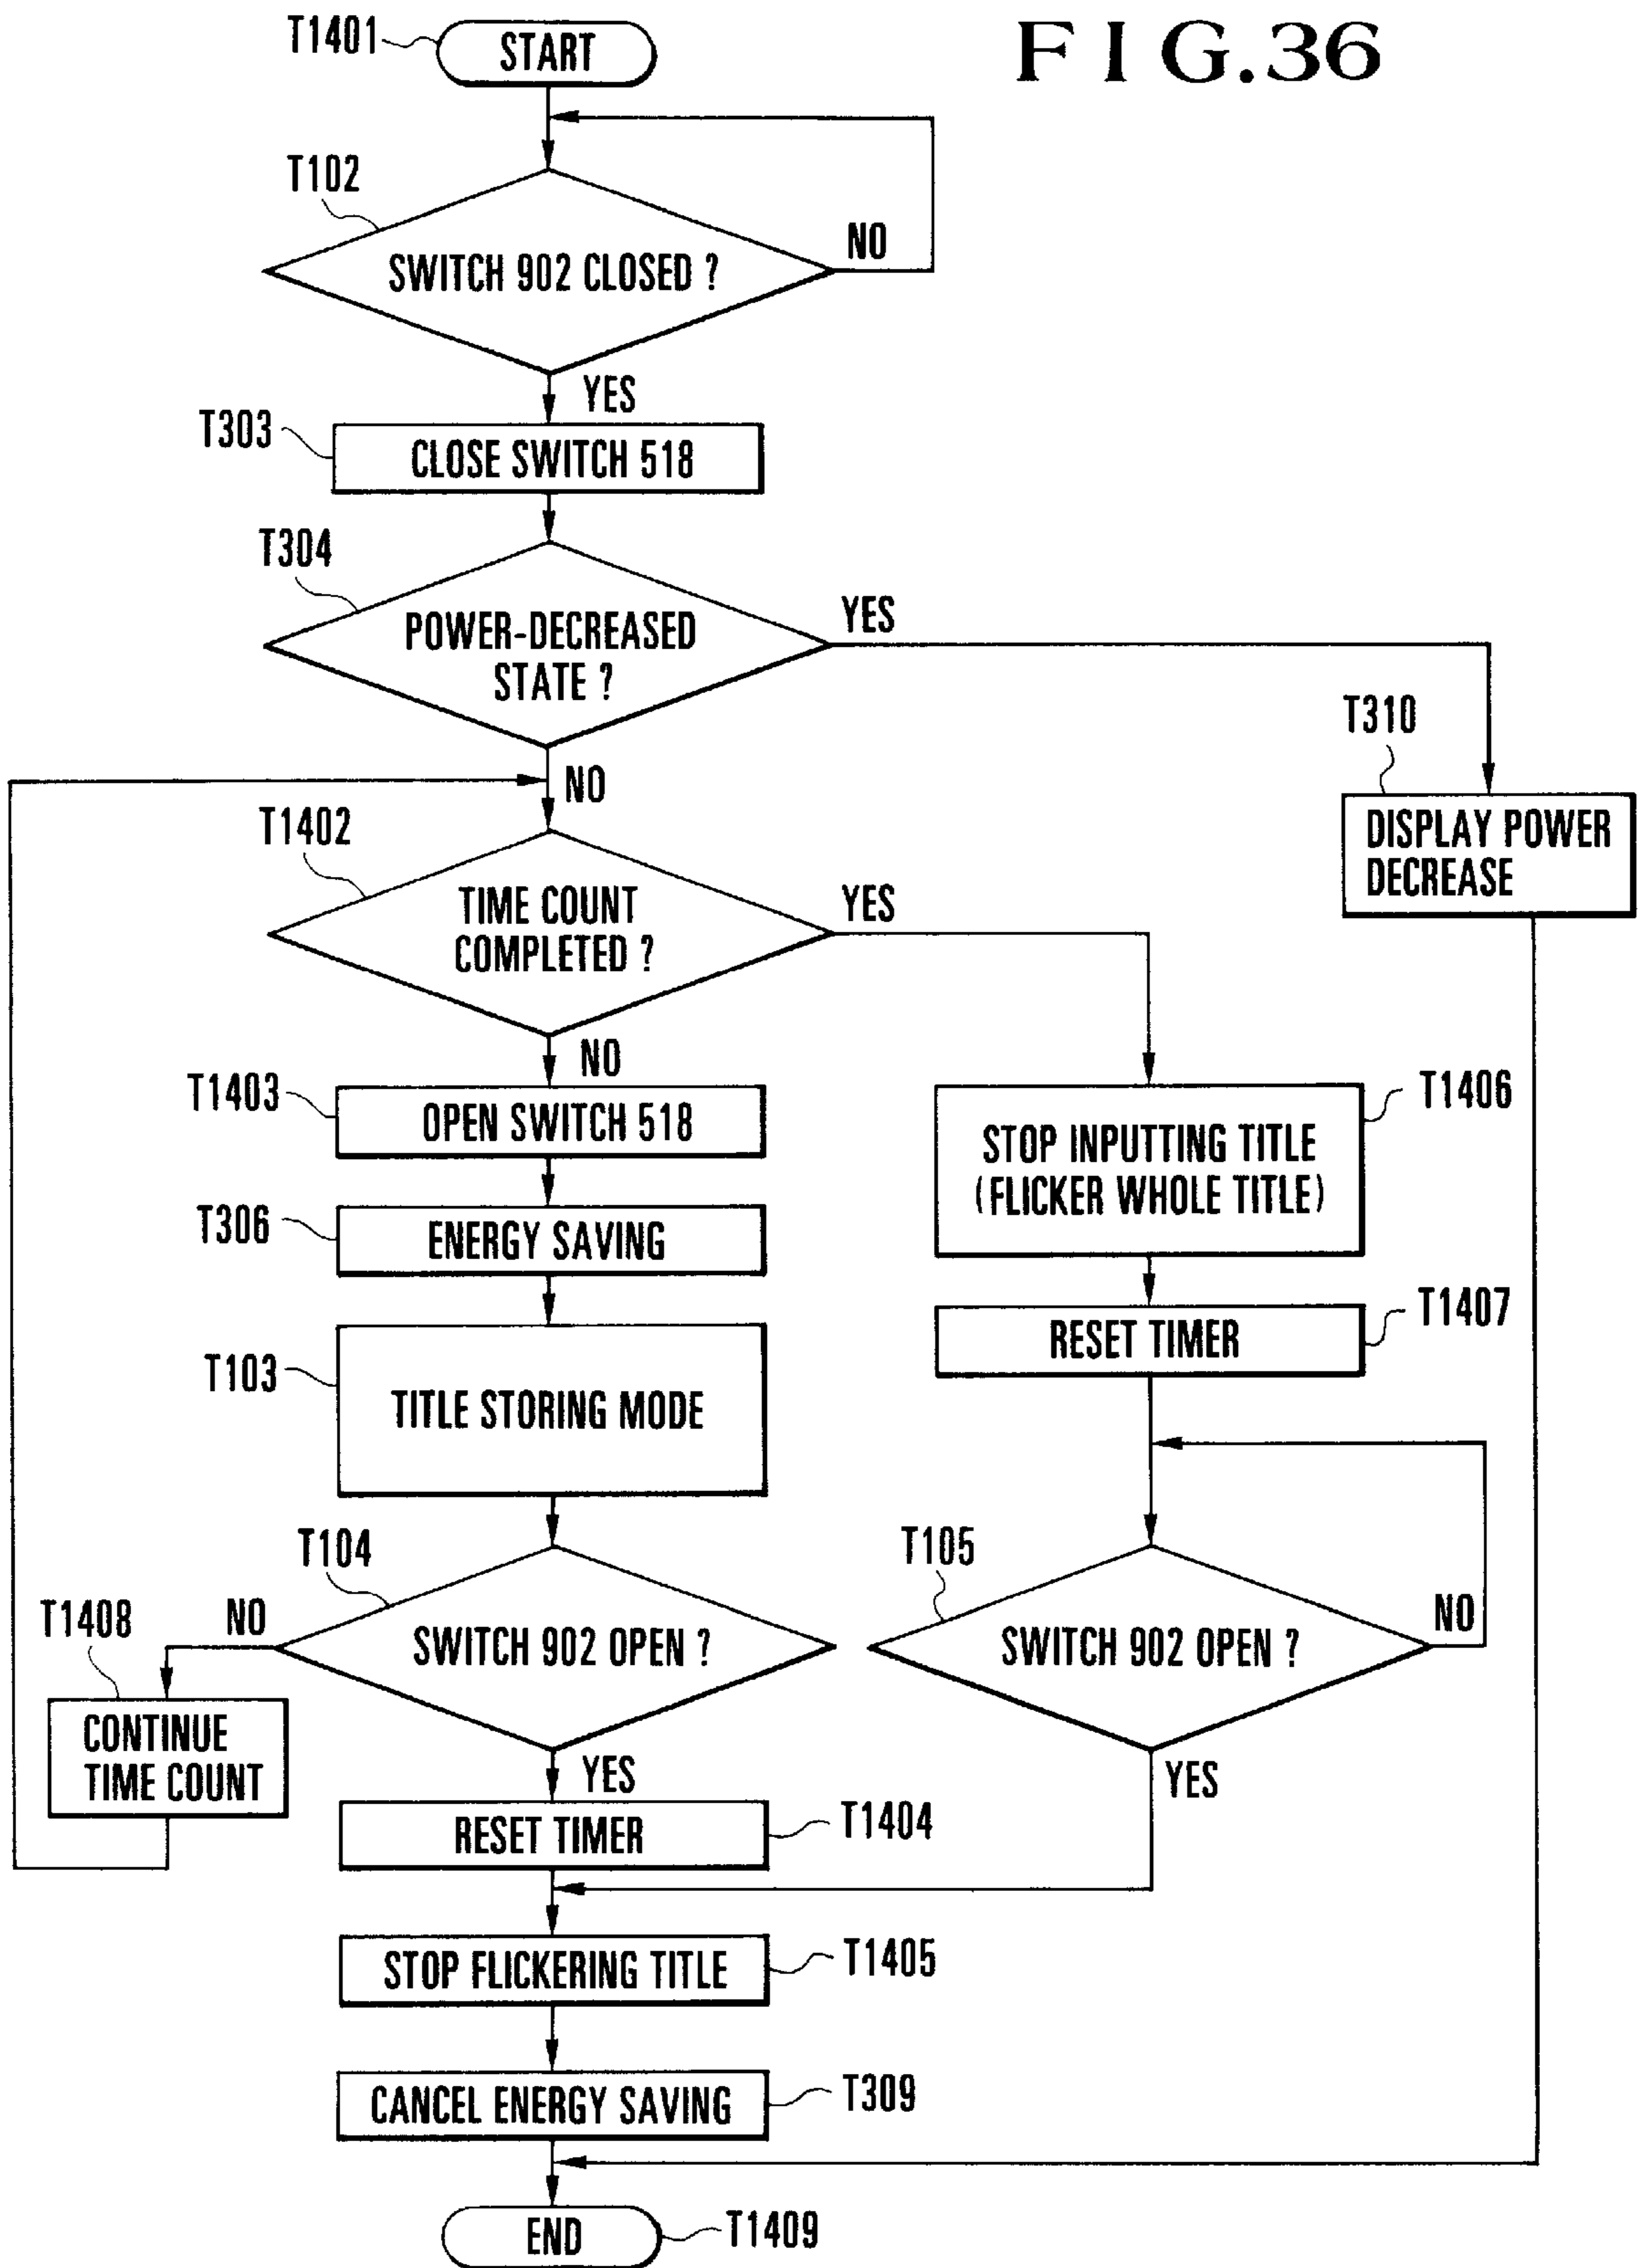 FIG.36
T1401
START
T102
SWITCH 902 CLOSED ?
NO
YES
T303
CLOSE SWITCH 518
T304
POWER-DECREASED
STATE ?
YES
NO
T310
DISPLAY POWER
DECREASE
T1402
TIME COUNT
COMPLETED ?
YES
NO
T1403
OPEN SWITCH 518
T1406
STOP INPUTTING TITLE
(FLICKER WHOLE TITLE)
T306
ENERGY SAVING
T1407
RESET TIMER
T103
TITLE STORING MODE
T104
SWITCH 902 OPEN ?
NO
YES
T105
SWITCH 902 OPEN ?
NO
YES
T1408
CONTINUE
TIME COUNT
RESET TIMER
T1404
STOP FLICKERING TITLE
T1405
CANCEL ENERGY SAVING
T309
END
T1409